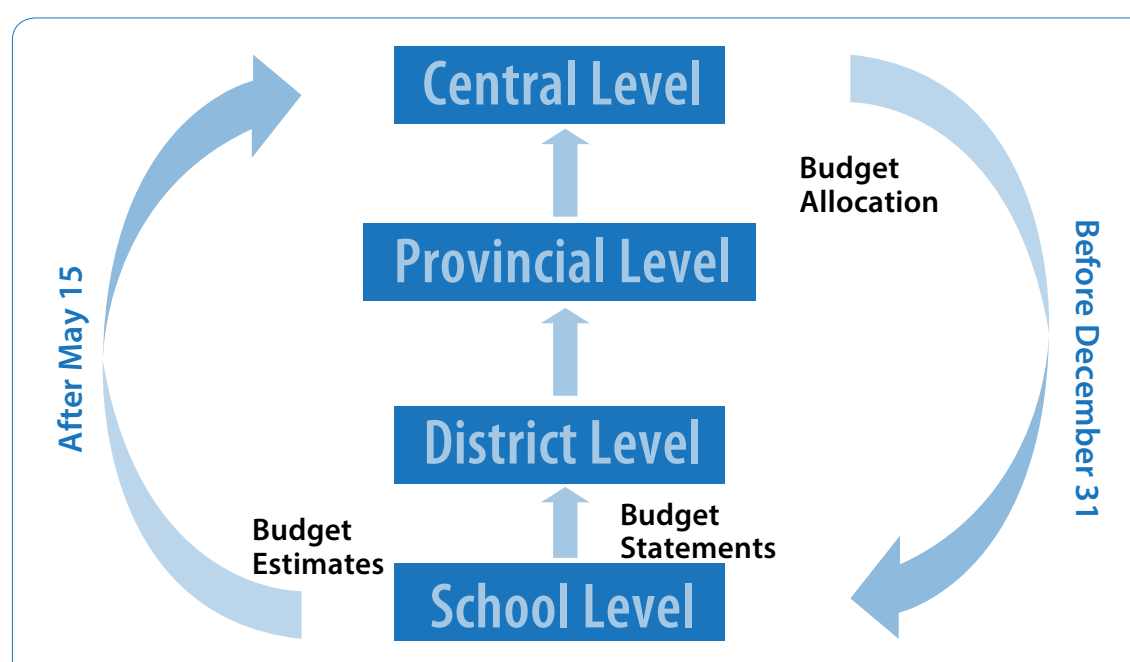 Central Level
Budget
Allocation
Provincial Level
After May 15
Before December 31
District Level
Budget
Estimates
Budget
Statements
School Level